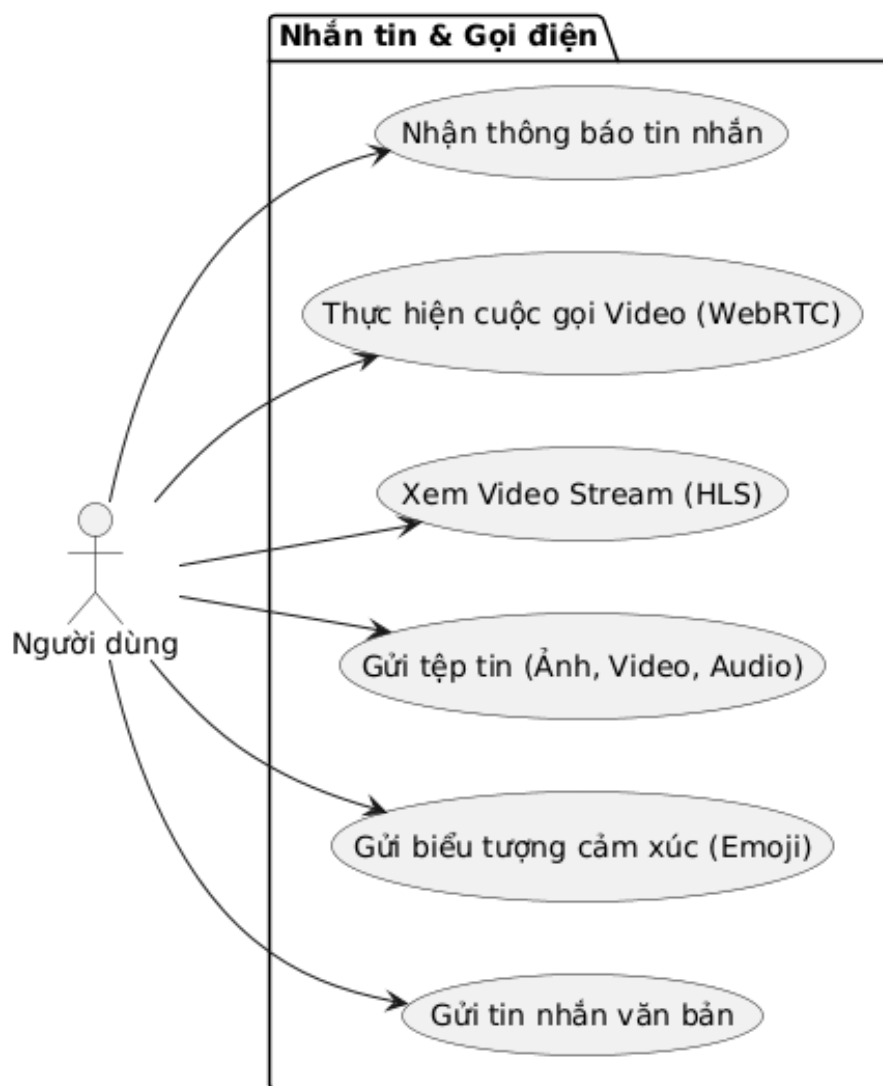 Nhắn tin & Gọi điện
Nhận thông báo tin nhắn
Thực hiện cuộc gọi Video (WebRTC)
Xem Video Stream (HLS)
Người dùng
Gửi tệp tin (Ảnh, Video, Audio)
Gửi biểu tượng cảm xúc (Emoji)
Gửi tin nhắn văn bản